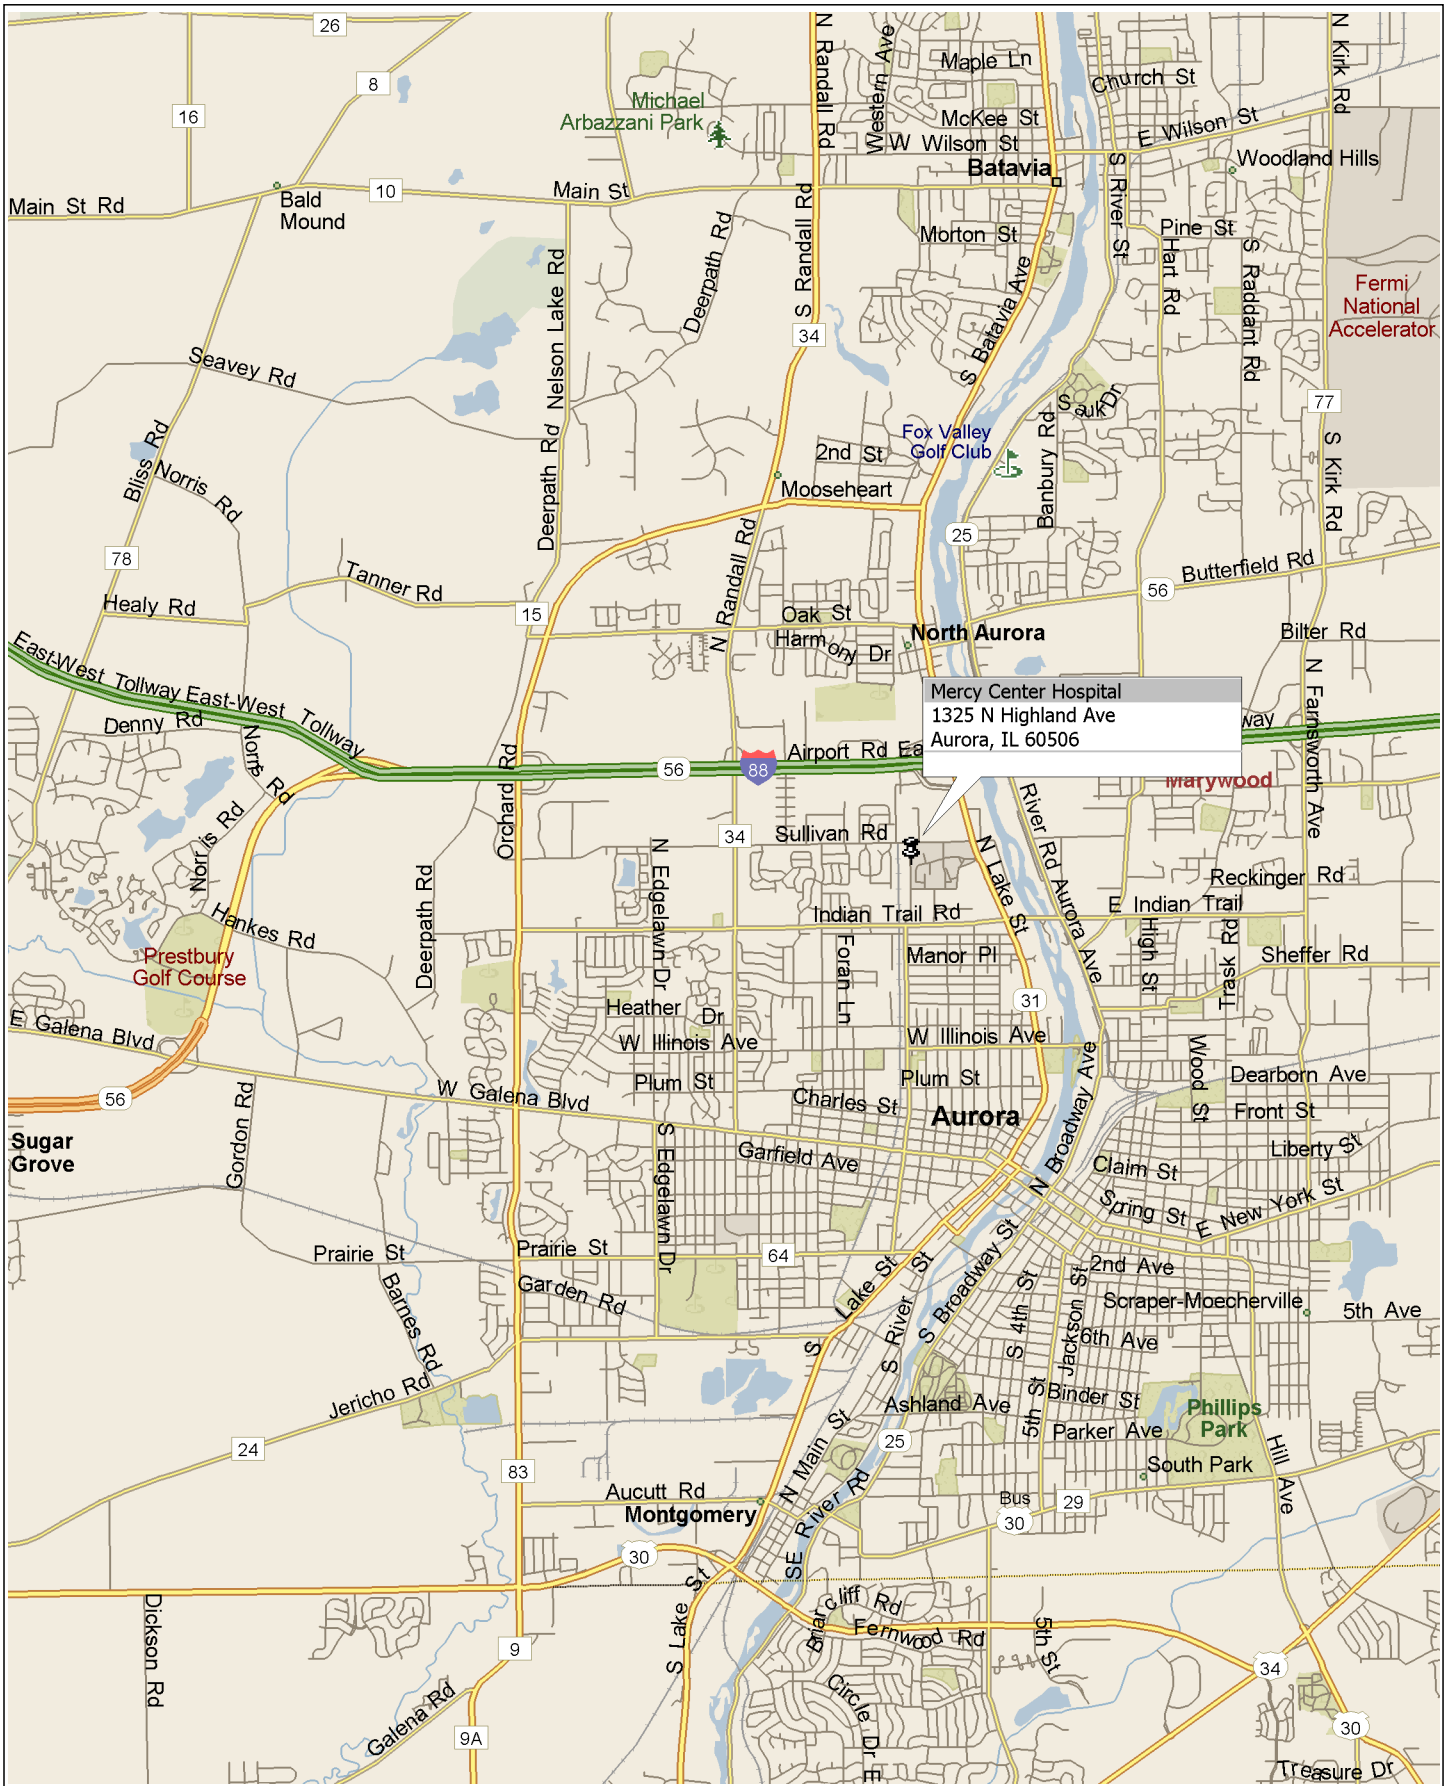 26
8
16
Michael
Arbazzani Park
N Randall Rd
Western Ave
Maple Ln
McKee St
W Wilson St
Batavia
Church St
E Wilson St
N Kirk Rd
Woodland Hills
Main St Rd
10
Main St
Bald
Mound
Morton St
S River St
Pine St
Hart Rd
S Raddant Rd
Fermi
National
Accelerator
Nelson Lake Rd
Deerpath Rd
S Randall Rd
34
S Batavia Ave
Seavey Rd
77
Sauk Dr
Fox Valley
Golf Club
Banbury Rd
S Kirk Rd
Bliss Rd
Norris Rd
Deerpath Rd
2nd St
Mooseheart
25
78
Tanner Rd
Healy Rd
15
N Randall Rd
Oak St
Harmony Dr
North Aurora
56
Butterfield Rd
Bilter Rd
East-West Tollway
East-West Tollway
Denny Rd
Norris Rd
Mercy Center Hospital
1325 N Highland Ave
Aurora, IL 60506
way
N Farnsworth Ave
Airport Rd
Ea
56
88
Marywood
Orchard Rd
34
Sullivan Rd
Norris Rd
N Edgelawn Dr
N Lake St
River Rd
Aurora Ave
Reckinger Rd
Deerpath Rd
Hankes Rd
Indian Trail Rd
E Indian Trail
Prestbury
Golf Course
Foran Ln
Manor Pl
High St
Trask Rd
Sheffer Rd
31
Heather Dr
E Galena Blvd
W Illinois Ave
W Illinois Ave
Plum St
Plum St
Wood St
Dearborn Ave
56
Gordon Rd
W Galena Blvd
Charles St
Aurora
N Broadway Ave
Front St
Sugar
Grove
S Edgelawn Dr
Garfield Ave
Claim St
Liberty St
Spring St
E New York St
Prairie St
Prairie St
64
2nd Ave
Barnes Rd
Garden Rd
S Lake St
S River St
S Broadway St
S 4th St
Jackson St
Scraper-Moecherville
5th Ave
6th Ave
Jericho Rd
Ashland Ave
5th St
Binder St
Phillips
Park
24
N Main St
25
Parker Ave
83
South Park
Hill Ave
Aucutt Rd
Montgomery
SE River Rd
Bus
30
29
30
Dickson Rd
S Lake St
Briarcliff Rd
Fernwood Rd
5th St
9
34
Galena Rd
9A
Circle Dr E
30
Treasure Dr